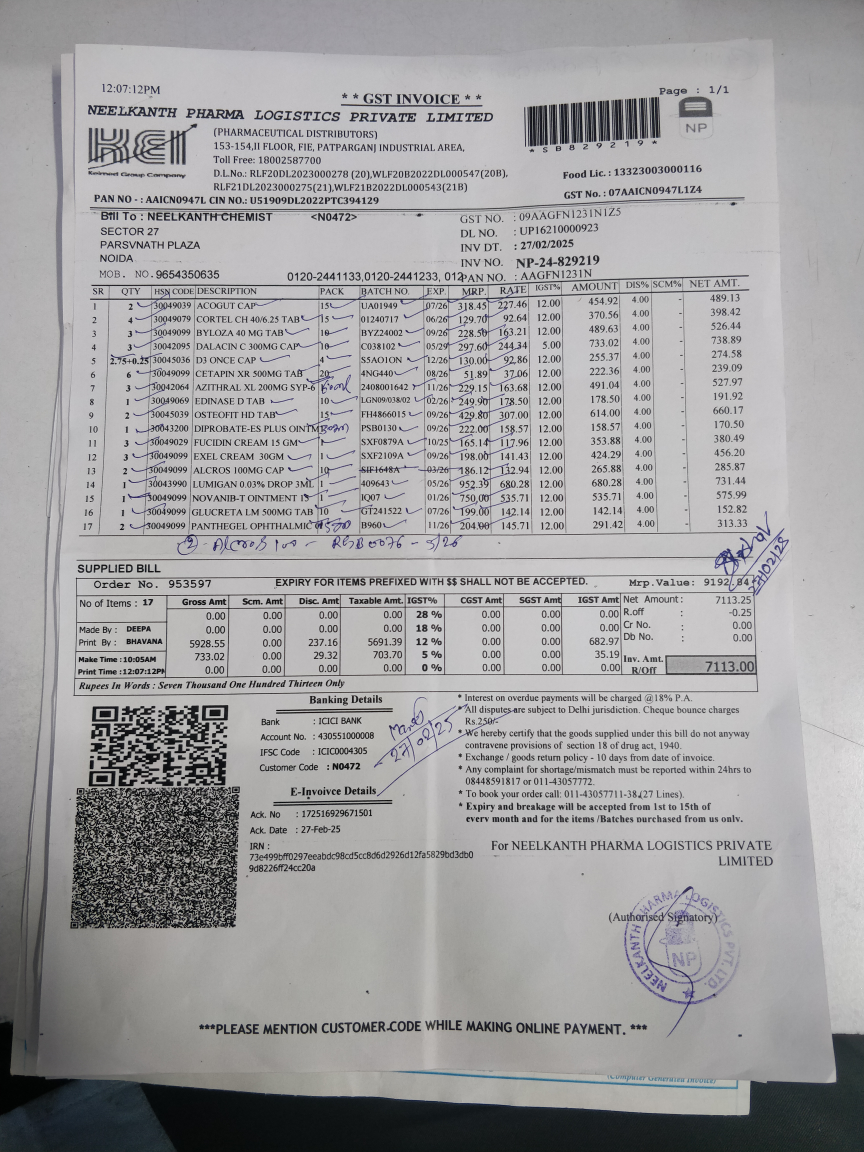 12:07:12PM
* * GST INVOICE * *
Page : 1/1
NEELKANTH PHARMA LOGISTICS PRIVATE LIMITED
KEI
Keimed Group Company
(PHARMACEUTICAL DISTRIBUTORS)
153-154,II FLOOR, FIE, PATPARGANJ INDUSTRIAL AREA,
Toll Free: 18002587700
D.L.No.: RLF20DL2023000278 (20),WLF20B2022DL000547(20B),
RLF21DL2023000275(21),WLF21B2022DL000543(21B)
* S B 8 2 9 2 1 9 *
NP
Food Lic. : 13323003000116
GST No. : 07AAICN0947L1Z4
PAN NO - : AAICN0947L CIN NO.: U51909DL2022PTC394129
Bill To : NEELKANTH CHEMIST <N0472>
SECTOR 27
PARSVNATH PLAZA
NOIDA
MOB. NO.9654350635 0120-2441133,0120-2441233, 012
GST NO. : 09AAGFN1231N1Z5
DL NO. : UP16210000923
INV DT. : 27/02/2025
INV NO. NP-24-829219
PAN NO. : AAGFN1231N
SR QTY HSN CODE DESCRIPTION PACK BATCH NO. EXP. MRP. RATE IGST% AMOUNT DIS% SCM% NET AMT.
1 2 30049039 ACOGUT CAP 15 UA01949 07/26 318.45 227.46 12.00 454.92 4.00 - 489.13
2 4 30049079 CORTEL CH 40/6.25 TAB 15 01240717 06/26 129.70 92.64 12.00 370.56 4.00 - 398.42
3 3 30049099 BYLOZA 40 MG TAB 10 BYZ24002 09/26 228.50 163.21 12.00 489.63 4.00 - 526.44
4 3 30042095 DALACIN C 300MG CAP C038102 05/29 297.60 244.34 5.00 733.02 4.00 - 738.89
5 2.75+0.25 30045036 D3 ONCE CAP 4 S5AO1ON 12/26 130.00 92.86 12.00 255.37 4.00 - 274.58
6 6 30049099 CETAPIN XR 500MG TAB 20 4NG440 08/26 51.89 37.06 12.00 222.36 4.00 - 239.09
7 3 30042064 AZITHRAL XL 200MG SYP-6 2408001642 11/26 229.15 163.68 12.00 491.04 4.00 - 527.97
8 1 30049069 EDINASE D TAB 10 LGN09/038/02 02/26 249.90 178.50 12.00 178.50 4.00 - 191.92
9 2 30045039 OSTEOFIT HD TAB 15 FH4866015 09/26 429.80 307.00 12.00 614.00 4.00 - 660.17
10 1 30043200 DIPROBATE-ES PLUS OINTM PSB0130 09/26 222.00 158.57 12.00 158.57 4.00 - 170.50
11 3 30049029 FUCIDIN CREAM 15 GM 1 SXF0879A 10/25 165.14 117.96 12.00 353.88 4.00 - 380.49
12 3 30049099 EXEL CREAM 30GM 1 SXF2109A 09/26 198.00 141.43 12.00 424.29 4.00 - 456.20
13 2 30049099 ALCROS 100MG CAP 10 SIF1648A 03/26 186.12 132.94 12.00 265.88 4.00 - 285.87
14 1 30043990 LUMIGAN 0.03% DROP 3ML 1 409643 05/26 952.39 680.28 12.00 680.28 4.00 - 731.44
15 1 30049099 NOVANIB-T OINTMENT 15 1 IQ07 01/26 750.00 535.71 12.00 535.71 4.00 - 575.99
16 1 30049099 GLUCRETA LM 500MG TAB 10 GT241522 07/26 199.00 142.14 12.00 142.14 4.00 - 152.82
17 2 30049099 PANTHEGEL OPHTHALMIC B960 11/26 204.00 145.71 12.00 291.42 4.00 - 313.33
② Alcros 100 - RSB0076 - 5/26
27/02/25
SUPPLIED BILL
Order No. 953597 EXPIRY FOR ITEMS PREFIXED WITH $$ SHALL NOT BE ACCEPTED. Mrp.Value: 9192.84
No of Items : 17 Gross Amt Scm. Amt Disc. Amt Taxable Amt. IGST% CGST Amt SGST Amt IGST Amt Net Amount : 7113.25
0.00 0.00 0.00 0.00 28 % 0.00 0.00 0.00 R.off : -0.25
Made By : DEEPA 0.00 0.00 0.00 0.00 18 % 0.00 0.00 0.00 Cr No. : 0.00
Print By : BHAVANA 5928.55 0.00 237.16 5691.39 12 % 0.00 0.00 682.97 Db No. : 0.00
Make Time :10:05AM 733.02 0.00 29.32 703.70 5 % 0.00 0.00 35.19
Print Time :12:07:12PM 0.00 0.00 0.00 0.00 0 % 0.00 0.00 0.00 Inv. Amt. R/Off 7113.00
Rupees In Words : Seven Thousand One Hundred Thirteen Only
Banking Details
Bank : ICICI BANK
Account No. : 430551000008
IFSC Code : ICIC0004305
Customer Code : N0472
27/02/25
E-Invoivce Details
Ack. No : 172516929671501
Ack. Date : 27-Feb-25
IRN :
73e499bff0297eeabdc98cd5cc8d6d2926d12fa5829bd3db0
9d8226ff24cc20a
* Interest on overdue payments will be charged @18% P.A.
* All disputes are subject to Delhi jurisdiction. Cheque bounce charges
Rs.250/-
* We hereby certify that the goods supplied under this bill do not anyway
contravene provisions of section 18 of drug act, 1940.
* Exchange / goods return policy - 10 days from date of invoice.
* Any complaint for shortage/mismatch must be reported within 24hrs to
08448591817 or 011-43057772.
* To book your order call: 011-43057711-38,(27 Lines).
* Expiry and breakage will be accepted from 1st to 15th of
every month and for the items /Batches purchased from us only.
For NEELKANTH PHARMA LOGISTICS PRIVATE
LIMITED
(Authorised Signatory)
NEELKANTH PHARMA LOGISTICS PVT. LTD.
NP
***PLEASE MENTION CUSTOMER-CODE WHILE MAKING ONLINE PAYMENT. ***
(Computer Generated Invoice)